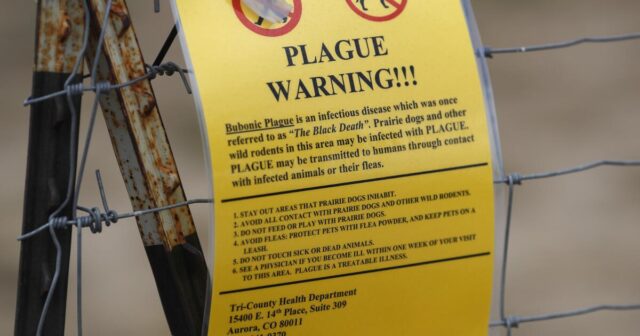 PLAGUE
WARNING!!!
Bubonic Plague is an infectious disease which was once
referred to as "The Black Death". Prairie dogs and other
wild rodents in this area may be infected with PLAGUE.
PLAGUE may be transmitted to humans through contact
with infected animals or their fleas.
1. STAY OUT AREAS THAT PRAIRIE DOGS INHABIT.
2. AVOID ALL CONTACT WITH PRAIRIE DOGS AND OTHER WILD RODENTS.
3. DO NOT FEED OR PLAY WITH PRAIRIE DOGS.
4. AVOID FLEAS: PROTECT PETS WITH FLEA POWDER, AND KEEP PETS ON A
LEASH.
5. DO NOT TOUCH SICK OR DEAD ANIMALS.
6. SEE A PHYSICIAN IF YOU BECOME ILL WITHIN ONE WEEK OF YOUR VISIT
TO THIS AREA. PLAGUE IS A TREATABLE ILLNESS.
Tri-County Health Department
15400 E. 14th Place, Suite 309
Aurora, CO 80011